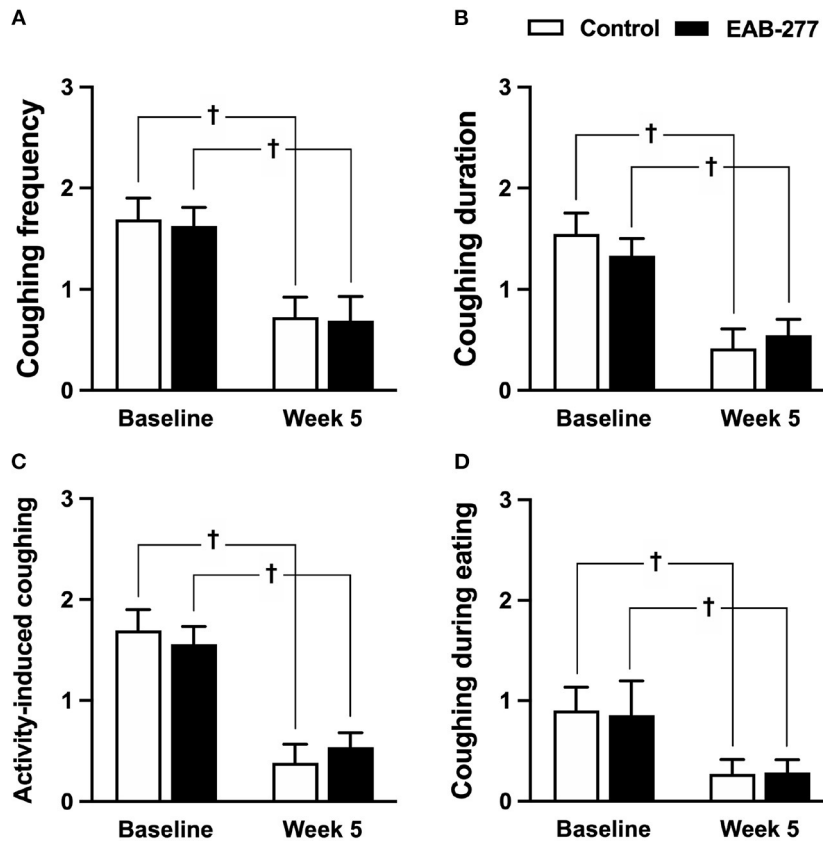 A
B
Control EAB-277
Coughing frequency
3
2
1
0
†
†
Baseline Week 5
Coughing duration
3
2
1
0
†
†
Baseline Week 5
C
D
Activity-induced coughing
3
2
1
0
†
†
Baseline Week 5
Coughing during eating
3
2
1
0
†
†
Baseline Week 5